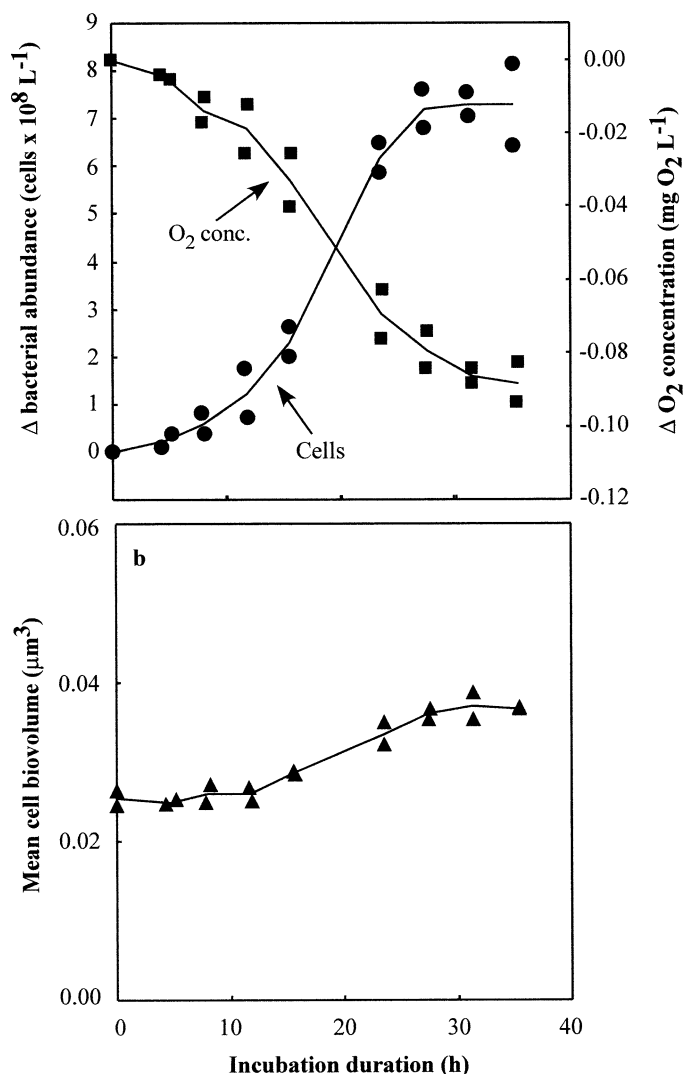 Δ bacterial abundance (cells x 10⁸ L⁻¹)
9
8
7
6
5
4
3
2
1
0
O₂ conc.
Cells
0.00
-0.02
-0.04
-0.06
-0.08
-0.10
-0.12
Δ O₂ concentration (mg O₂ L⁻¹)
Mean cell biovolume (μm³)
0.06
0.04
0.02
0.00
b
0 10 20 30 40
Incubation duration (h)